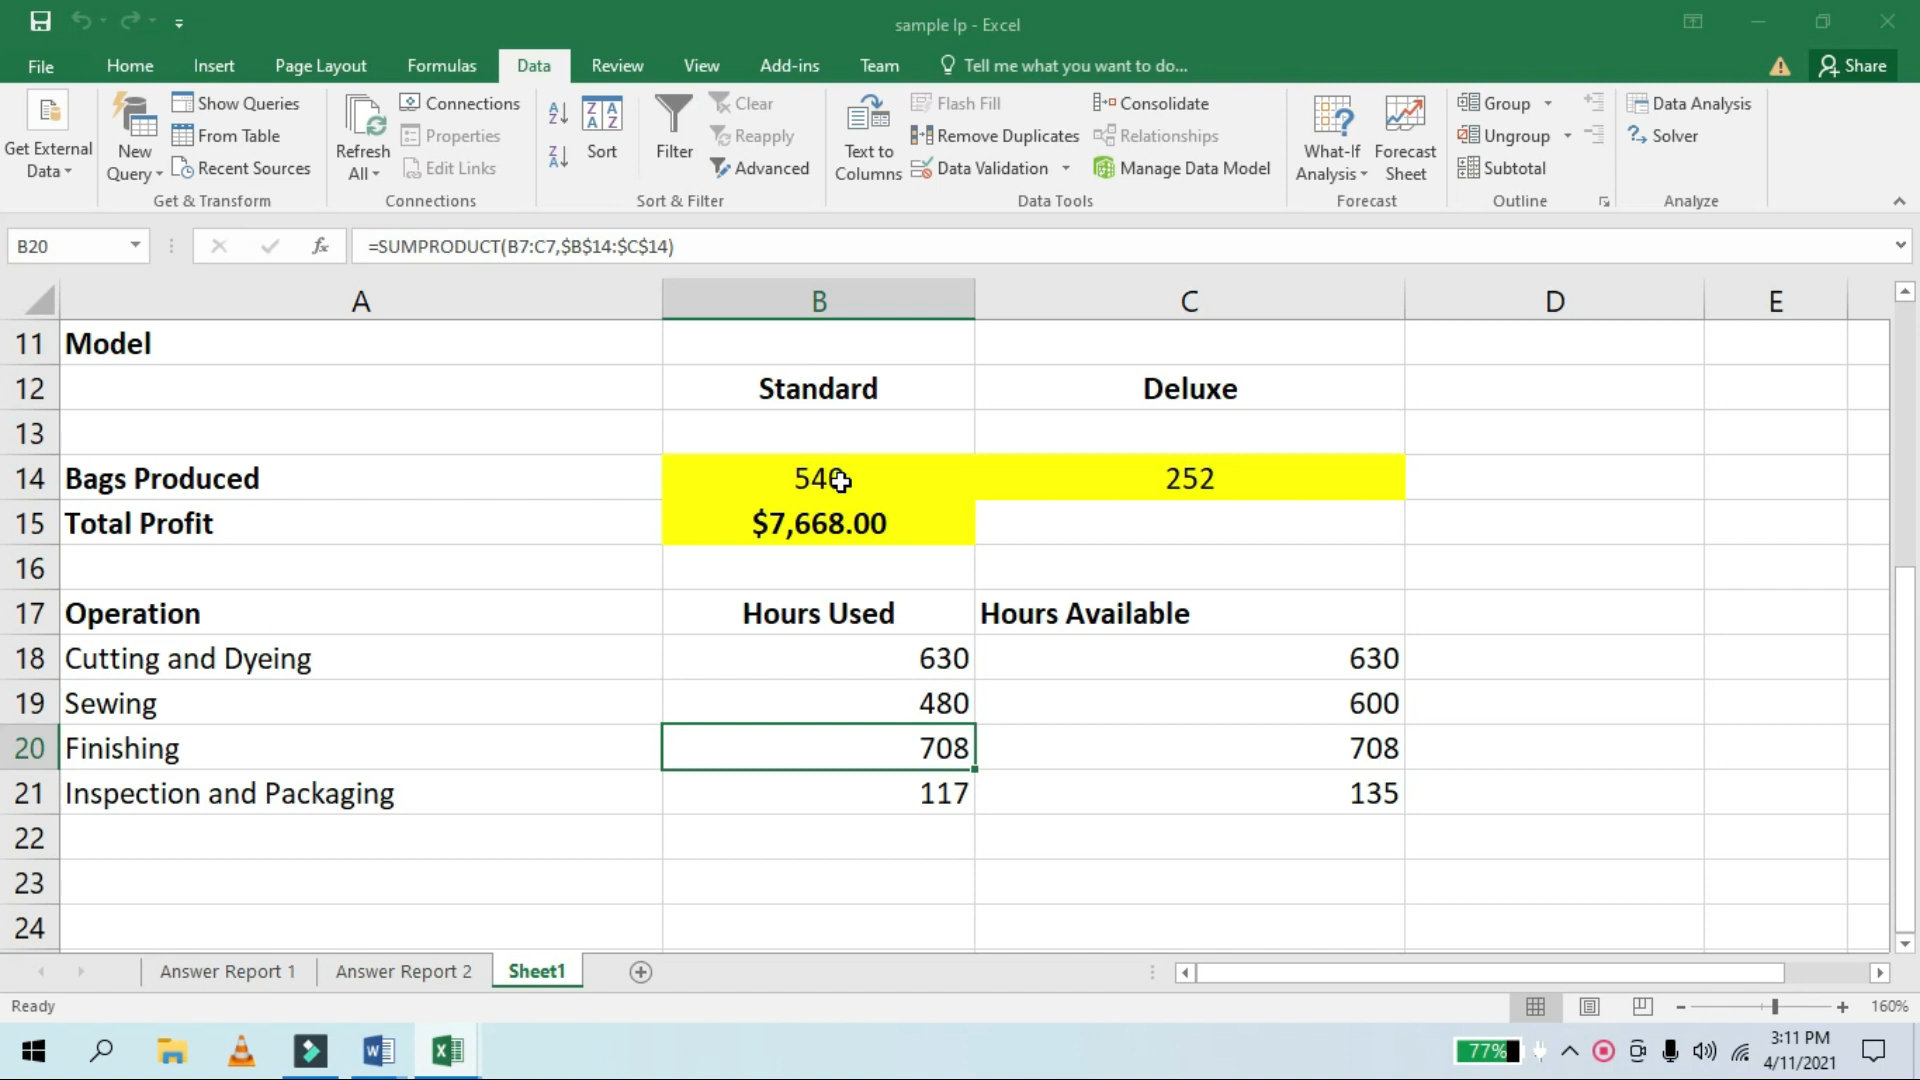 sample lp - Excel
File Home Insert Page Layout Formulas Data Review View Add-ins Team Tell me what you want to do... Share
Get External Data
New Query
Show Queries
From Table
Recent Sources
Get & Transform
Refresh All
Connections
Properties
Edit Links
Connections
Sort
Filter
Clear
Reapply
Advanced
Sort & Filter
Text to Columns
Flash Fill
Remove Duplicates
Data Validation
Consolidate
Relationships
Manage Data Model
Data Tools
What-If Analysis
Forecast Sheet
Forecast
Group
Ungroup
Subtotal
Outline
Data Analysis
Solver
Analyze
B20 fx =SUMPRODUCT(B7:C7,$B$14:$C$14)
A B C D E
11 Model
12 Standard Deluxe
13
14 Bags Produced 540 252
15 Total Profit $7,668.00
16
17 Operation Hours Used Hours Available
18 Cutting and Dyeing 630 630
19 Sewing 480 600
20 Finishing 708 708
21 Inspection and Packaging 117 135
22
23
24
Answer Report 1 Answer Report 2 Sheet1
Ready 160%
77% 3:11 PM
4/11/2021